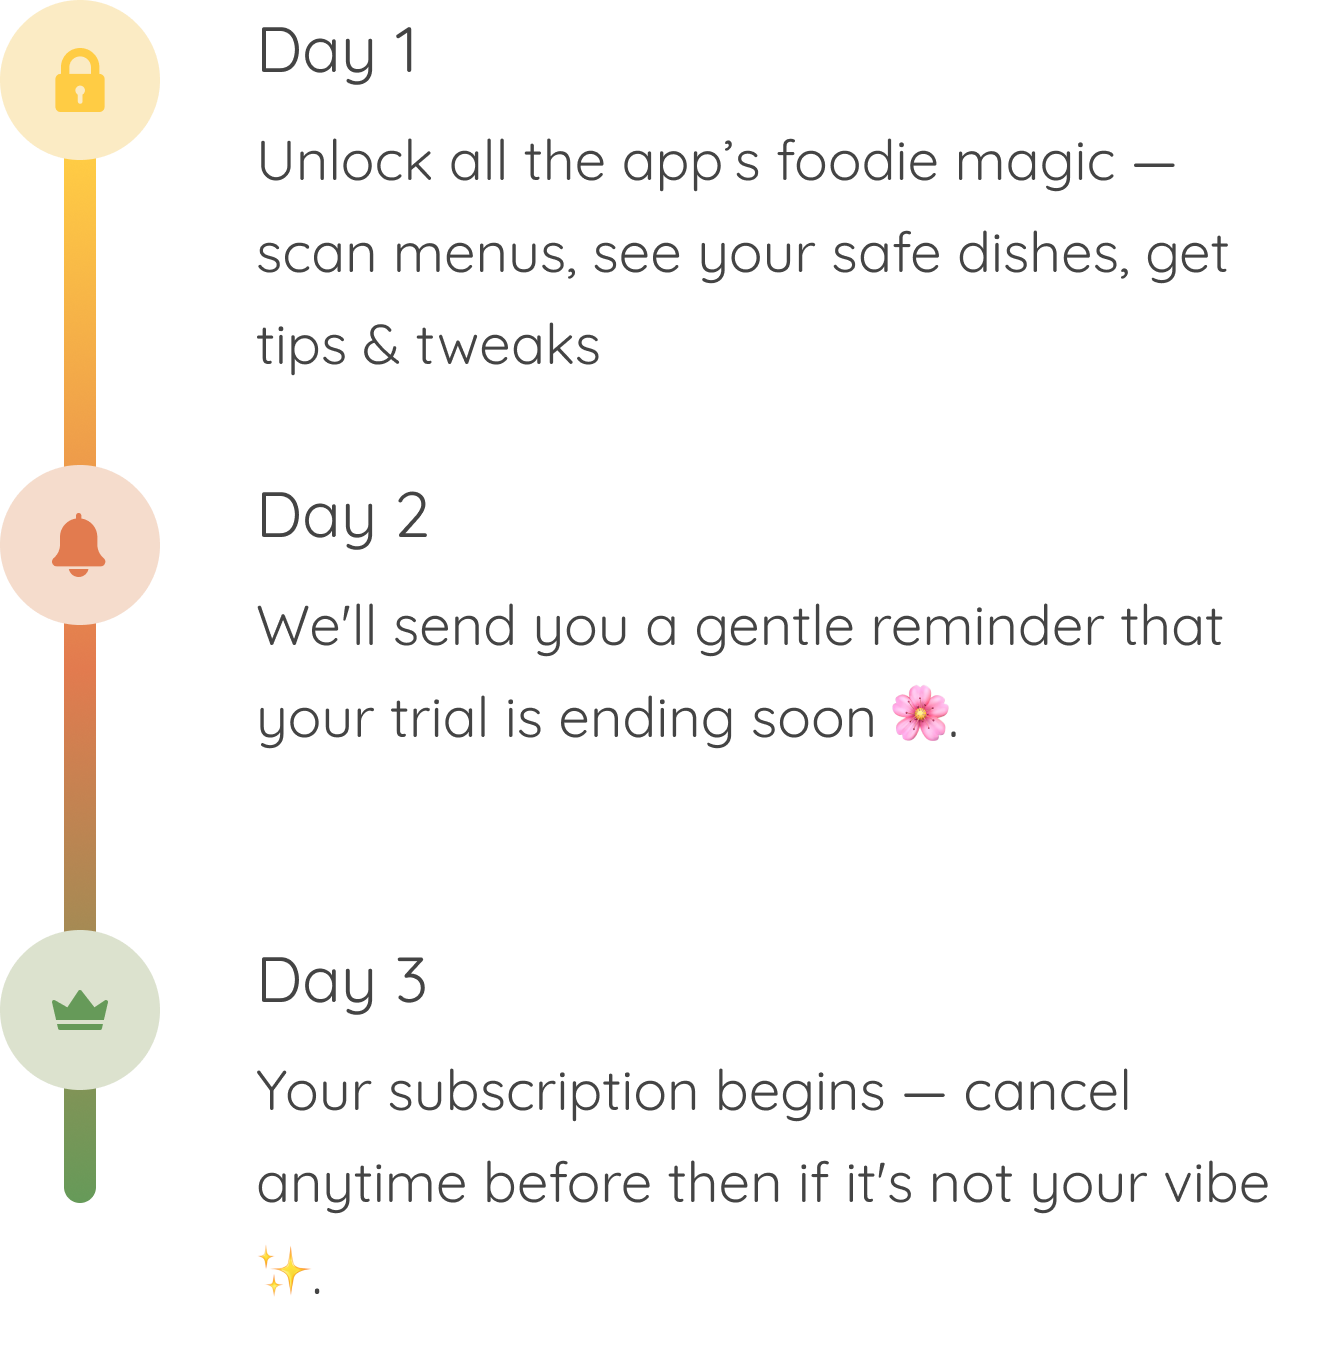 Day 1
Unlock all the app’s foodie magic —
scan menus, see your safe dishes, get
tips & tweaks
Day 2
We'll send you a gentle reminder that
your trial is ending soon 🌸.
Day 3
Your subscription begins — cancel
anytime before then if it's not your vibe
✨.